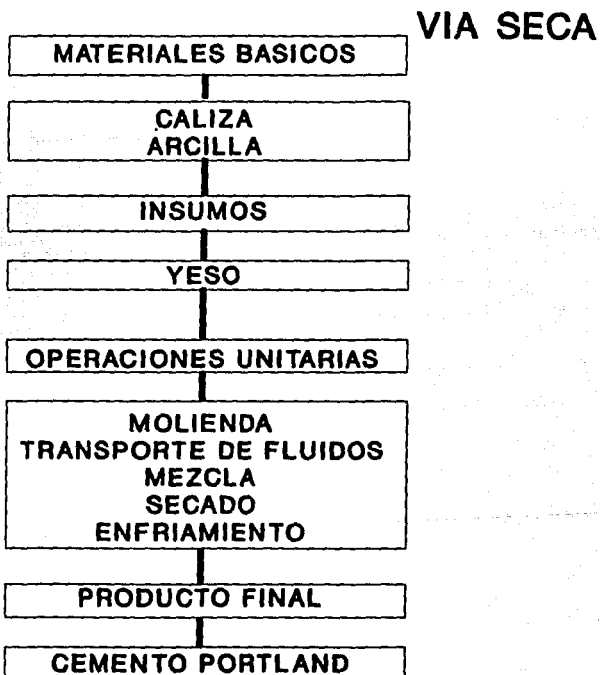 VIA SECA
MATERIALES BASICOS
CALIZA
ARCILLA
INSUMOS
YESO
OPERACIONES UNITARIAS
MOLIENDA
TRANSPORTE DE FLUIDOS
MEZCLA
SECADO
ENFRIAMIENTO
PRODUCTO FINAL
CEMENTO PORTLAND